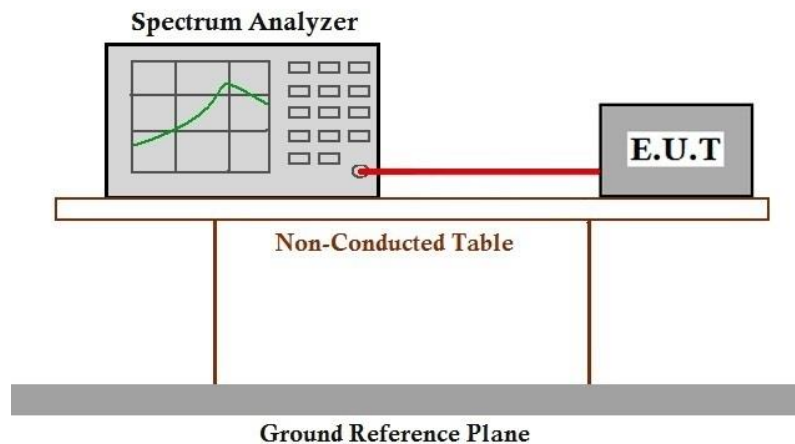 Spectrum Analyzer
E.U.T
Non-Conducted Table
Ground Reference Plane